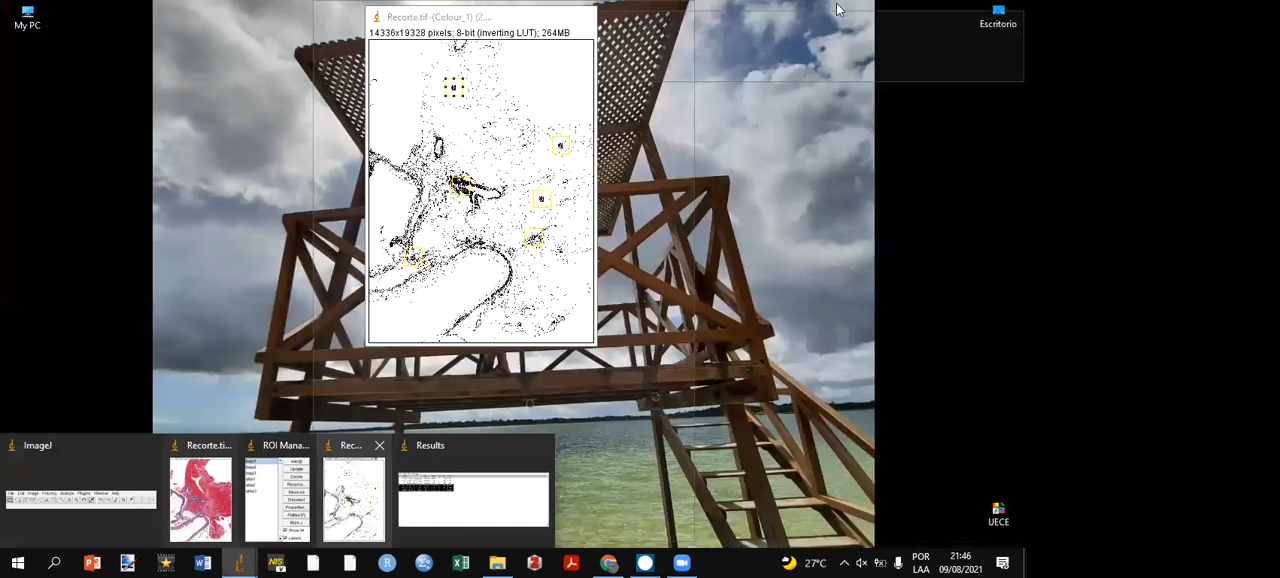 My PC
Recorte.tif-(Colour_1) (2....
14336x19328 pixels; 8-bit (inverting LUT); 264MB
Escritorio
ImageJ
Recorte.ti...
ROI Mana...
Rec...
Results
UECE
27°C
POR
LAA
21:46
09/08/2021